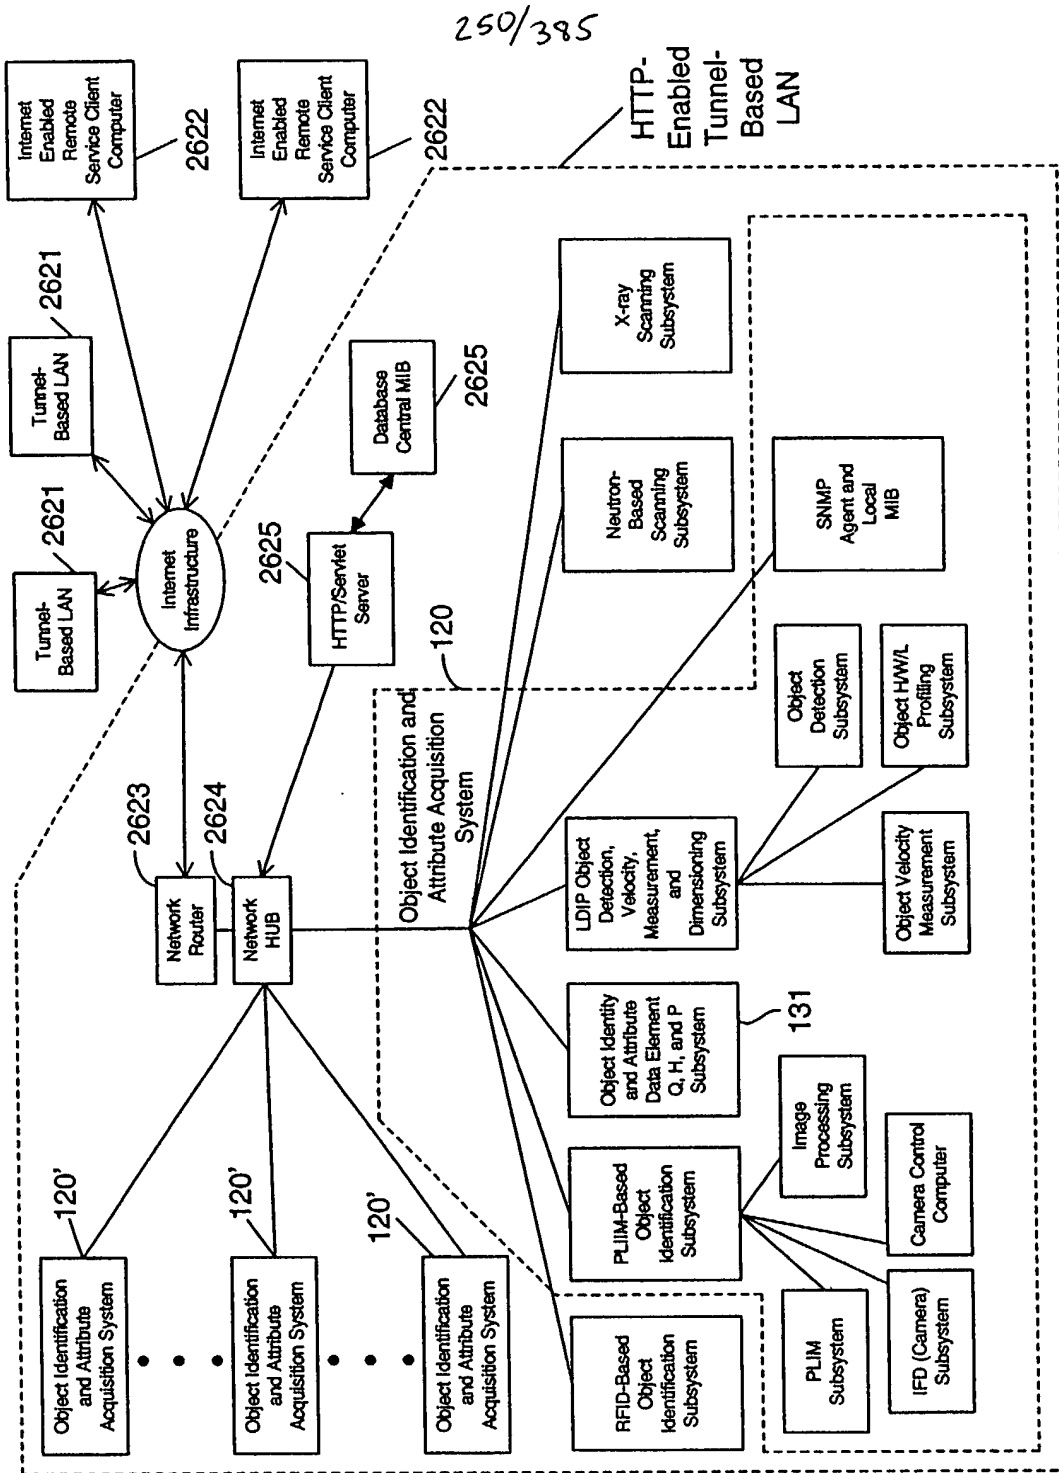 250/385
Internet
Enabled
Remote
Service Client
Computer
2622
Internet
Enabled
Remote
Service Client
Computer
2622
HTTP-
Enabled
Tunnel-
Based
LAN
Tunnel-
Based LAN
2621
Tunnel-
Based LAN
2621
Internet
Infrastructure
Database
Central MIB
2625
HTTP/Servlet
Server
2625
Network
Router
2623
Network
HUB
2624
Object Identification
and Attribute
Acquisition System
120'
Object Identification
and Attribute
Acquisition System
120'
Object Identification
and Attribute
Acquisition System
120'
Object Identification and
Attribute Acquisition
System
120
X-ray
Scanning
Subsystem
Neutron-
Based
Scanning
Subsystem
SNMP
Agent and
Local
MIB
LDIP Object
Detection,
Velocity,
Measurement,
and
Dimensioning
Subsystem
Object
Detection
Subsystem
Object H/W/L
Profiling
Subsystem
Object Velocity
Measurement
Subsystem
Object Identity
and Attribute
Data Element
Q, H, and P
Subsystem
131
PLIIM-Based
Object
Identification
Subsystem
Image
Processing
Subsystem
Camera Control
Computer
IFD (Camera)
Subsystem
PLIM
Subsystem
RFID-Based
Object
Identification
Subsystem